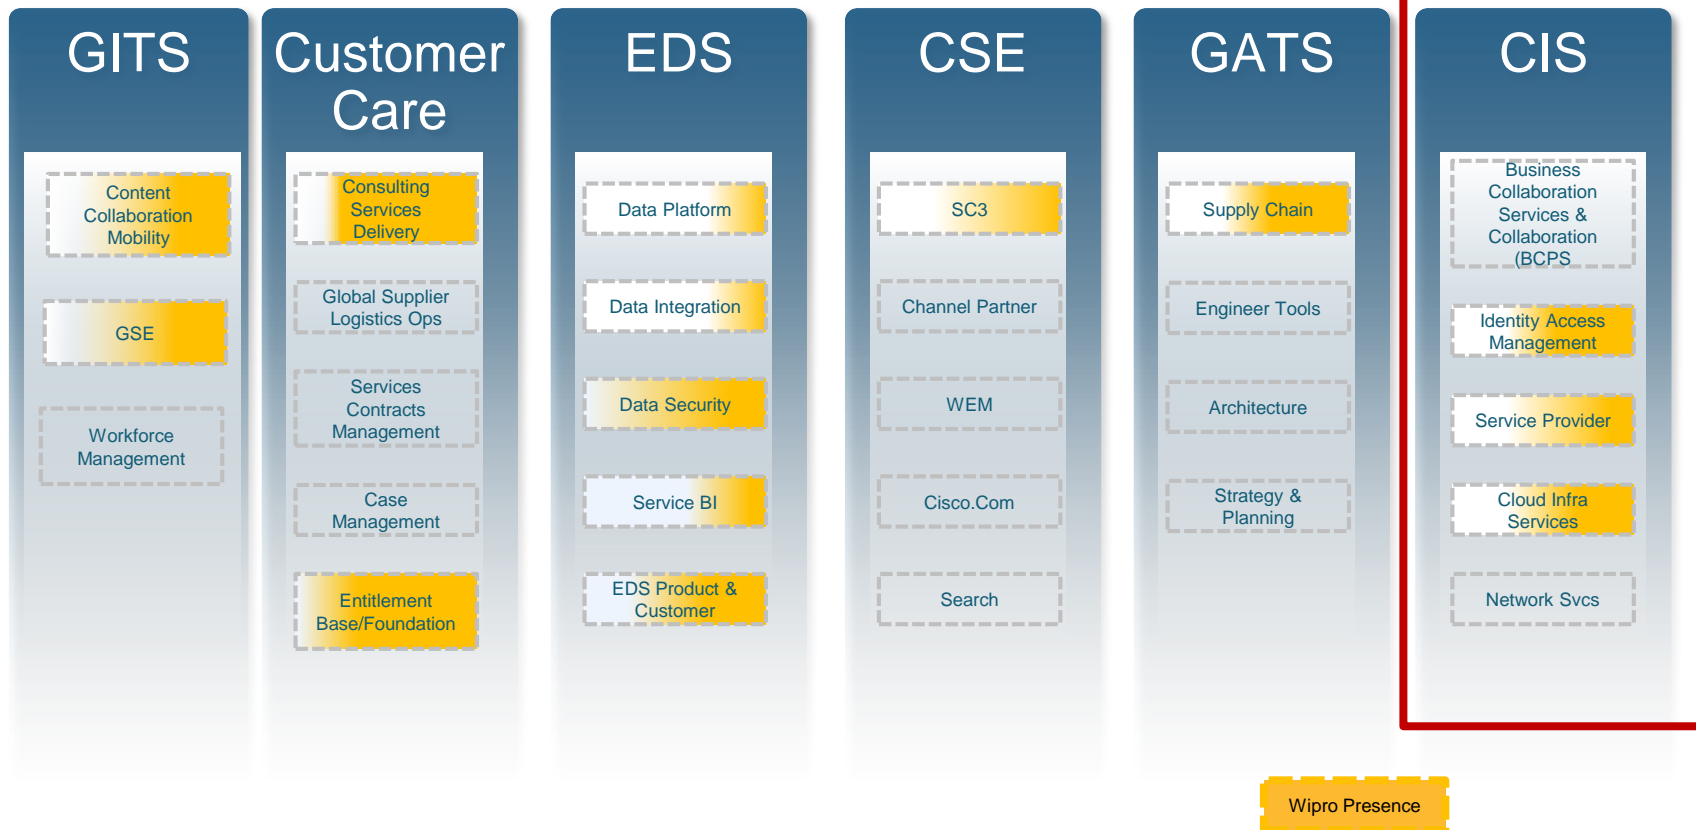 GITS
Customer
Care
EDS
CSE
GATS
CIS
Content
Collaboration
Mobility
GSE
Workforce
Management
Consulting
Services
Delivery
Global Supplier
Logistics Ops
Services
Contracts
Management
Case
Management
Entitlement
Base/Foundation
Data Platform
Data Integration
Data Security
Service BI
EDS Product &
Customer
SC3
Channel Partner
WEM
Cisco.Com
Search
Supply Chain
Engineer Tools
Architecture
Strategy &
Planning
Business
Collaboration
Services &
Collaboration
(BCPS
Identity Access
Management
Service Provider
Cloud Infra
Services
Network Svcs
Wipro Presence